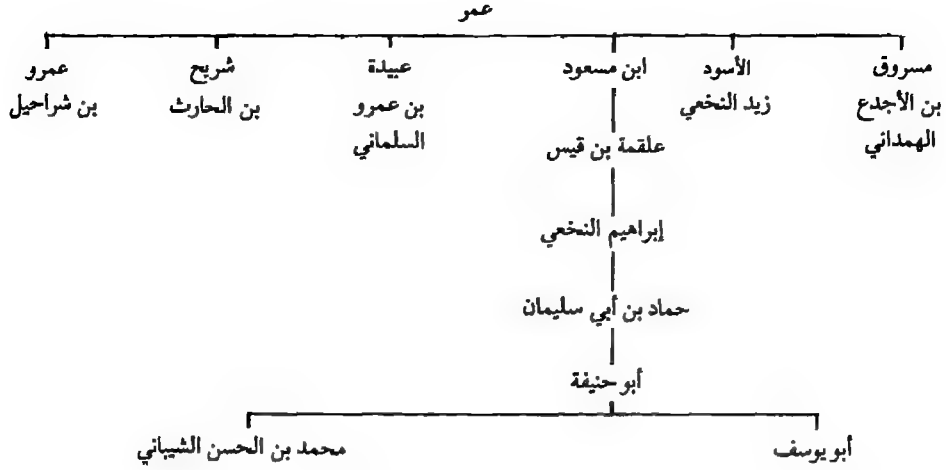 عمر
مسروق
بن الأجدع
الهمداني
الأسود
زيد النخعي
ابن مسعود
عبيدة
بن عمرو
السلماني
شريح
بن الحارث
عمرو
بن شراحيل
علقمة بن قيس
إبراهيم النخعي
حماد بن أبي سليمان
أبو حنيفة
أبو يوسف
محمد بن الحسن الشيباني